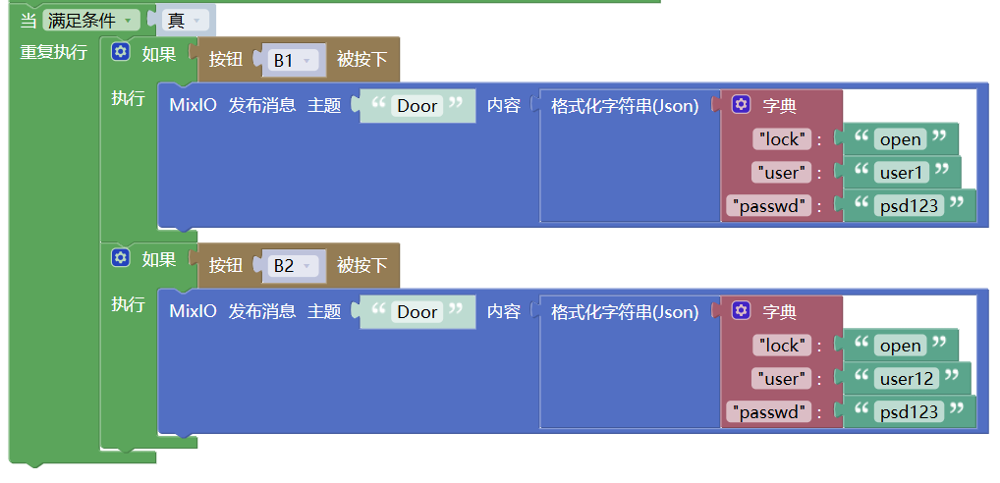 当 满足条件 真
重复执行 如果 按钮 B1 被按下
执行 MixIO 发布消息 主题 “ Door ” 内容 格式化字符串(Json) 字典
"lock" : “ open ”
"user" : “ user1 ”
"passwd" : “ psd123 ”
如果 按钮 B2 被按下
执行 MixIO 发布消息 主题 “ Door ” 内容 格式化字符串(Json) 字典
"lock" : “ open ”
"user" : “ user12 ”
"passwd" : “ psd123 ”